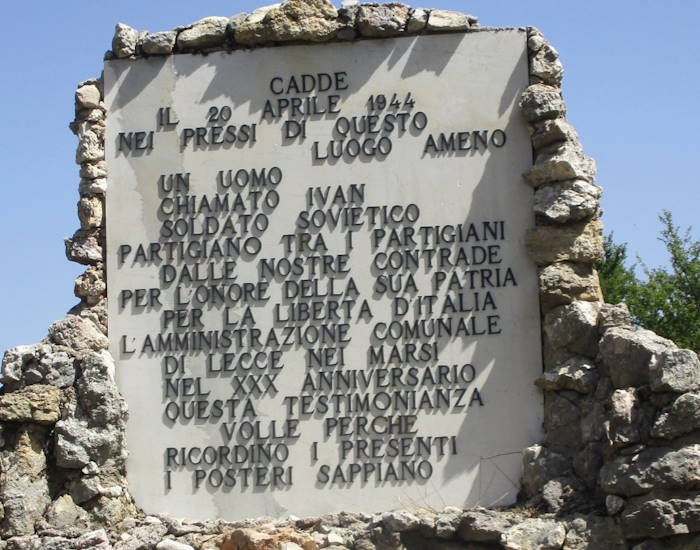 CADDE
IL 20 APRILE 1944
NEI PRESSI DI QUESTO
LUOGO AMENO
UN UOMO
CHIAMATO IVAN
SOLDATO SOVIETICO
PARTIGIANO TRA I PARTIGIANI
DALLE NOSTRE CONTRADE
PER L'ONORE DELLA SUA PATRIA
PER LA LIBERTA D'ITALIA
L'AMMINISTRAZIONE COMUNALE
DI LECCE NEI MARSI
NEL XXX ANNIVERSARIO
QUESTA TESTIMONIANZA
VOLLE PERCHE
RICORDINO I PRESENTI
I POSTERI SAPPIANO